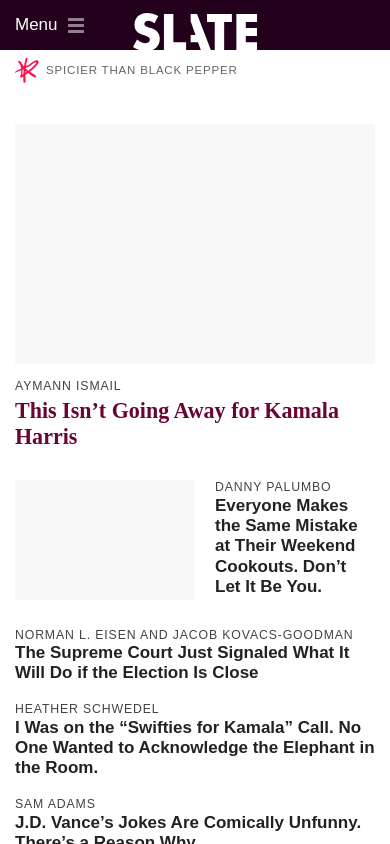 Menu
SLATE
SPICIER THAN BLACK PEPPER
AYMANN ISMAIL
This Isn’t Going Away for Kamala
Harris
DANNY PALUMBO
Everyone Makes
the Same Mistake
at Their Weekend
Cookouts. Don’t
Let It Be You.
NORMAN L. EISEN AND JACOB KOVACS-GOODMAN
The Supreme Court Just Signaled What It
Will Do if the Election Is Close
HEATHER SCHWEDEL
I Was on the “Swifties for Kamala” Call. No
One Wanted to Acknowledge the Elephant in
the Room.
SAM ADAMS
J.D. Vance’s Jokes Are Comically Unfunny.
There’s a Reason Why